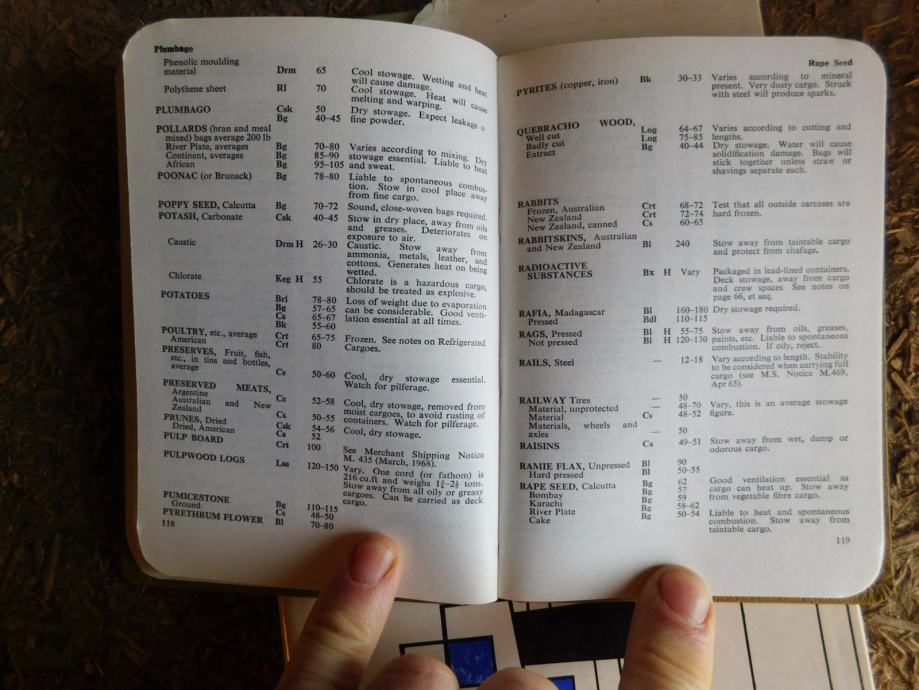 Plumbago
Phenolic moulding
material Drm 65 Cool stowage. Wetting and heat
will cause damage.
Polythene sheet Rl 70 Cool stowage. Heat will cause
melting and warping.
PLUMBAGO Csk 50 Dry stowage. Expect leakage o
Bg 40–45 fine powder.
POLLARDS (bran and meal
mixed) bags average 200 lb
River Plate, averages Bg 70–80 Varies according to mixing. Dry
Continent, averages Bg 85–90 stowage essential. Liable to heat
African Bg 95–105 and sweat.
POONAC (or Brunack) Bg 78–80 Liable to spontaneous combus-
tion. Stow in cool place away
from fine cargo.
POPPY SEED, Calcutta Bg 70–72 Sound, close-woven bags required.
POTASH, Carbonate Csk 40–45 Stow in dry place, away from oils
and greases. Deteriorates on
exposure to air.
Caustic Drm H 26–30 Caustic. Stow away from
ammonia, metals, leather, and
cottons. Generates heat on being
wetted.
Chlorate Keg H 55 Chlorate is a hazardous cargo,
should be treated as explosive.
POTATOES Brl 78–80 Loss of weight due to evaporation
Bg 57–65 can be considerable. Good venti-
Cs 65–67 lation essential at all times.
Bk 55–60
POULTRY, etc., average Crt 65–75 Frozen. See notes on Refrigerated
American Crt 80 Cargoes.
PRESERVES, Fruit, fish,
etc., in tins and bottles,
average Cs 50–60 Cool, dry stowage essential.
Watch for pilferage.
PRESERVED MEATS,
Argentine Cs 52–58 Cool, dry stowage, removed from
Australian and New moist cargoes, to avoid rusting of
Zealand Cs 50–55 containers. Watch for pilferage.
PRUNES, Dried Csk 54–56 Cool, dry stowage.
Dried, American Cs 52
PULP BOARD Crt 100 See Merchant Shipping Notice
M. 435 (March, 1968).
PULPWOOD LOGS Lse 120–150 Vary. One cord (or fathom) is
216 cu.ft and weighs 1¾–2½ tons.
Stow away from all oily or greasy
cargoes. Can be carried as deck
cargo.
PUMICESTONE Bg 110–115
Ground Cs 48–50
PYRETHRUM FLOWER Bl 70–80
118
Rape Seed
PYRITES (copper, iron) Bk 30–33 Varies according to mineral
present. Very dusty cargo. Struck
with steel will produce sparks.
QUEBRACHO WOOD,
Well cut Log 64–67 Varies according to cutting and
Badly cut Log 75–85 lengths.
Extract Bg 40–44 Dry stowage. Water will cause
solidification damage. Bags will
stick together unless straw or
shavings separate each.
RABBITS
Frozen, Australian Crt 68–72 Test that all outside carcases are
New Zealand Crt 72–74 hard frozen.
New Zealand, canned Cs 60–65
RABBITSKINS, Australian
and New Zealand Bl 240 Stow away from taintable cargo
and protect from chafage.
RADIOACTIVE
SUBSTANCES Bx H Vary Packaged in lead-lined containers.
Deck stowage, away from cargo
and crew spaces See notes on
page 66, et seq.
RAFIA, Madagascar Bl 160–180 Dry stowage required.
Pressed Bdl 110–115
RAGS, Pressed Bl H 55–75 Stow away from oils, greases,
Not pressed Bl H 120–130 paints, etc. Liable to spontaneous
combustion. If oily, reject.
RAILS, Steel — 12–18 Vary according to length. Stability
to be considered when carrying full
cargo (see M.S. Notice M.469,
Apr 65).
RAILWAY Tires — 50
Material, unprotected — 48–70 Vary, this is an average stowage
Material Cs 48–52 figure.
Materials, wheels and
axles — 50
RAISINS Cs 49–51 Stow away from wet, damp or
odorous cargo.
RAMIE FLAX, Unpressed Bl 90
Hard pressed Bl 50–55
RAPE SEED, Calcutta Bg 62 Good ventilation essential as
Bombay Bg 57 cargo can heat up. Stow away
Karachi Bg 59 from vegetable fibre cargo.
River Plate Bg 58–62
Cake Bg 50–54 Liable to heat and spontaneous
combustion. Stow away from
taintable cargo.
119